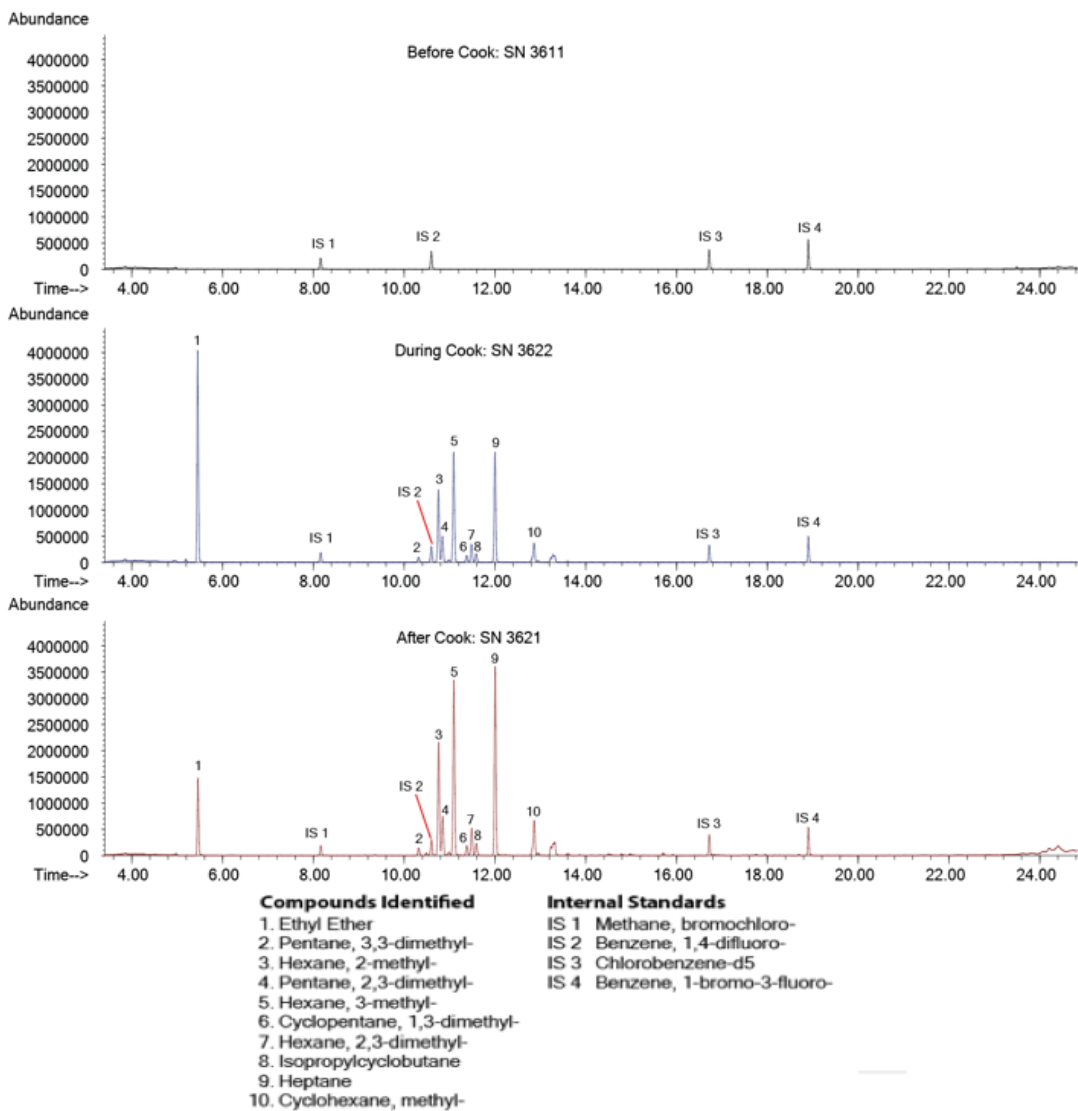 Abundance
Before Cook: SN 3611
4000000
3500000
3000000
2500000
2000000
1500000
1000000
500000
0
IS 1
IS 2
IS 3
IS 4
Time--> 4.00 6.00 8.00 10.00 12.00 14.00 16.00 18.00 20.00 22.00 24.00
Abundance
During Cook: SN 3622
4000000
3500000
3000000
2500000
2000000
1500000
1000000
500000
0
1
IS 1
IS 2
2
3
4
5
6
7
8
9
10
IS 3
IS 4
Time--> 4.00 6.00 8.00 10.00 12.00 14.00 16.00 18.00 20.00 22.00 24.00
Abundance
After Cook: SN 3621
4000000
3500000
3000000
2500000
2000000
1500000
1000000
500000
0
1
IS 1
IS 2
2
3
4
5
6
7
8
9
10
IS 3
IS 4
Time--> 4.00 6.00 8.00 10.00 12.00 14.00 16.00 18.00 20.00 22.00 24.00
Compounds Identified
1. Ethyl Ether
2. Pentane, 3,3-dimethyl-
3. Hexane, 2-methyl-
4. Pentane, 2,3-dimethyl-
5. Hexane, 3-methyl-
6. Cyclopentane, 1,3-dimethyl-
7. Hexane, 2,3-dimethyl-
8. Isopropylcyclobutane
9. Heptane
10. Cyclohexane, methyl-
Internal Standards
IS 1 Methane, bromochloro-
IS 2 Benzene, 1,4-difluoro-
IS 3 Chlorobenzene-d5
IS 4 Benzene, 1-bromo-3-fluoro-